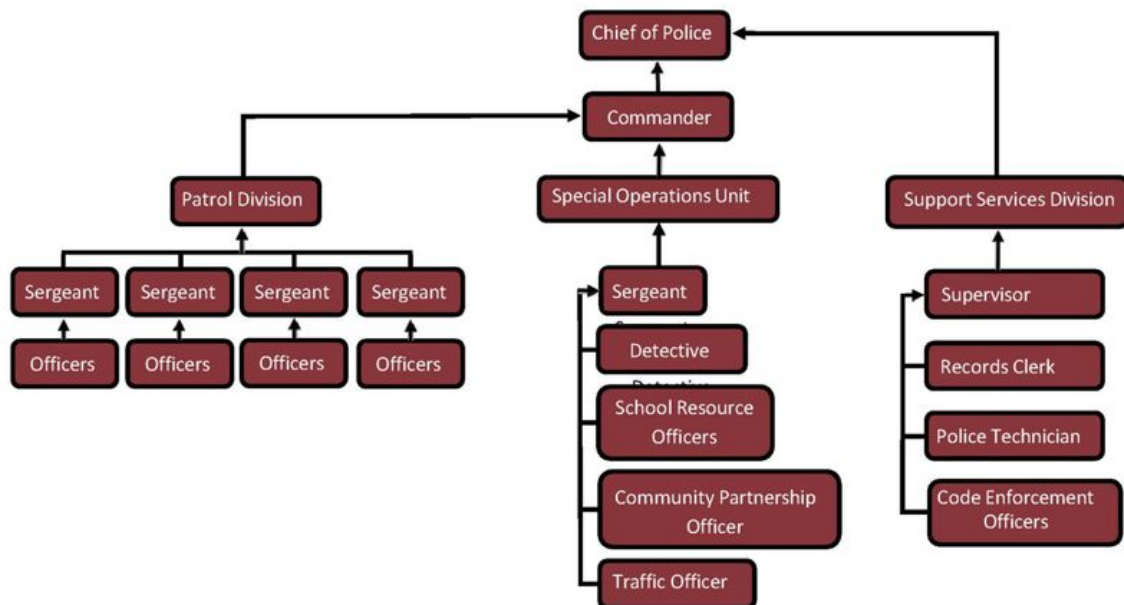 Chief of Police
Commander
Patrol Division
Special Operations Unit
Support Services Division
Sergeant
Sergeant
Sergeant
Sergeant
Sergeant
Supervisor
Officers
Officers
Officers
Officers
Detective
Records Clerk
School Resource
Officers
Police Technician
Community Partnership
Officer
Code Enforcement
Officers
Traffic Officer